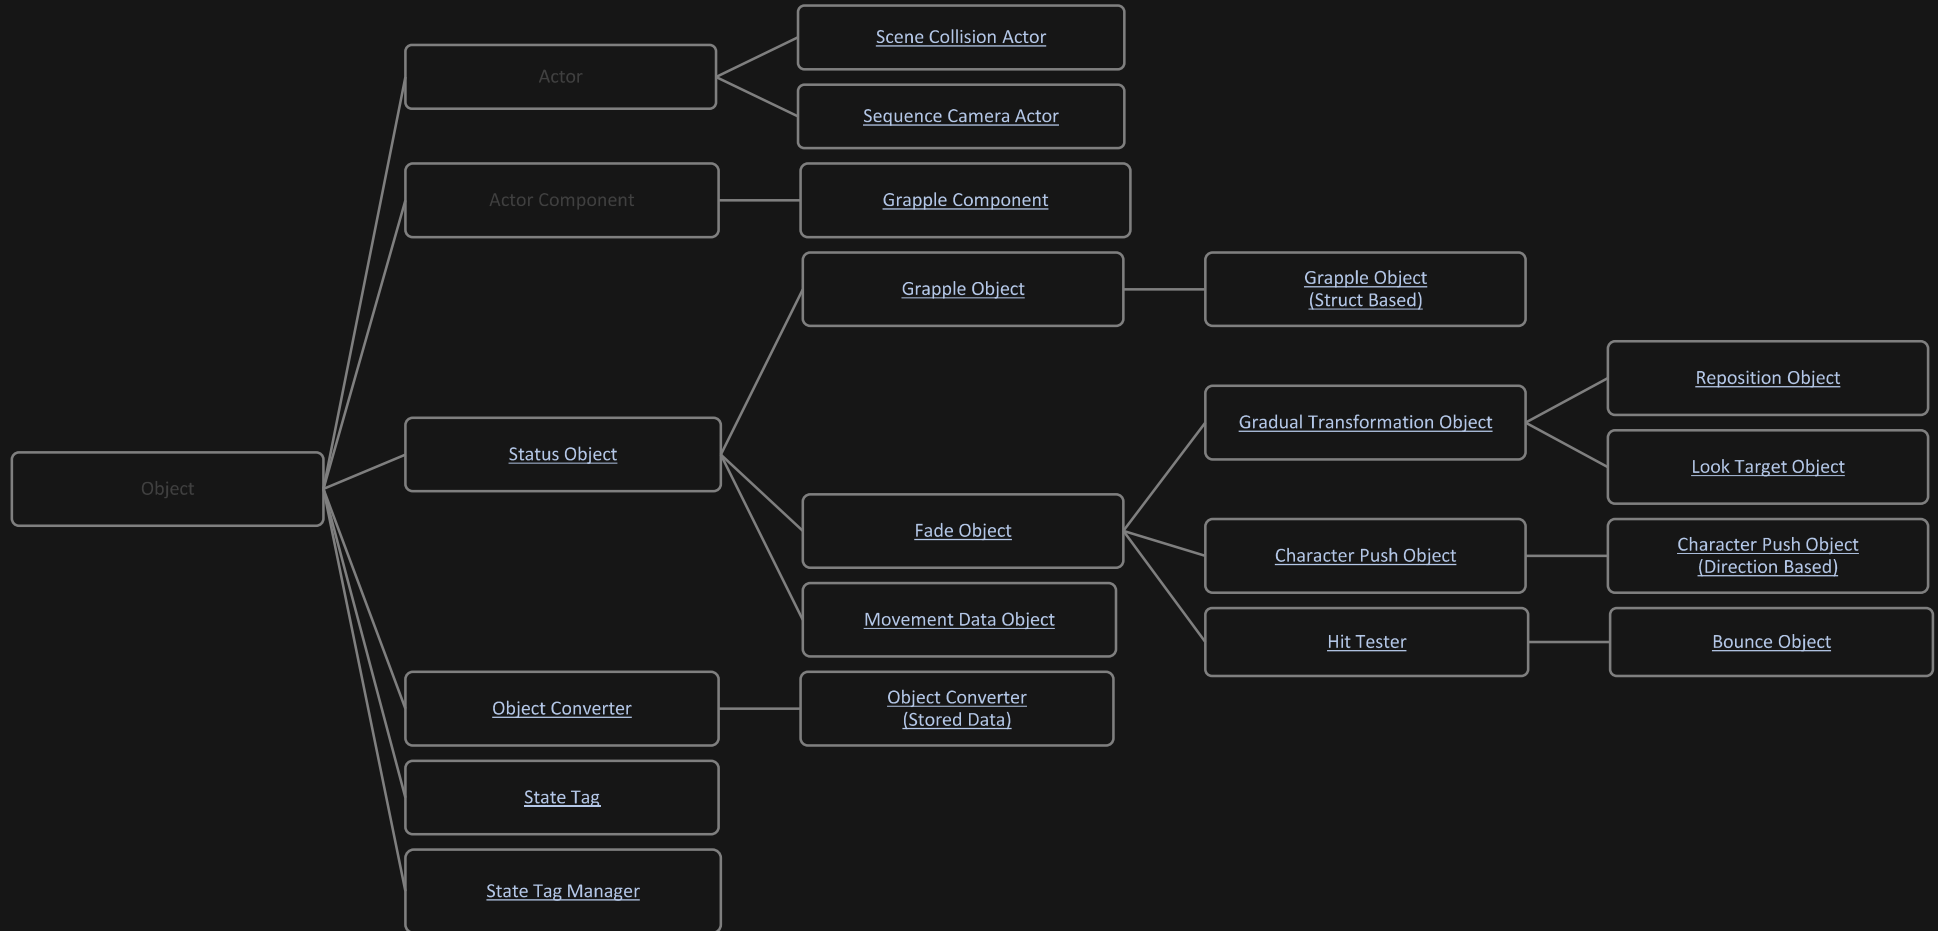 Scene Collision Actor
Actor
Sequence Camera Actor
Actor Component
Grapple Component
Grapple Object
Grapple Object
(Struct Based)
Reposition Object
Gradual Transformation Object
Status Object
Look Target Object
Object
Fade Object
Character Push Object
Character Push Object
(Direction Based)
Movement Data Object
Hit Tester
Bounce Object
Object Converter
Object Converter
(Stored Data)
State Tag
State Tag Manager